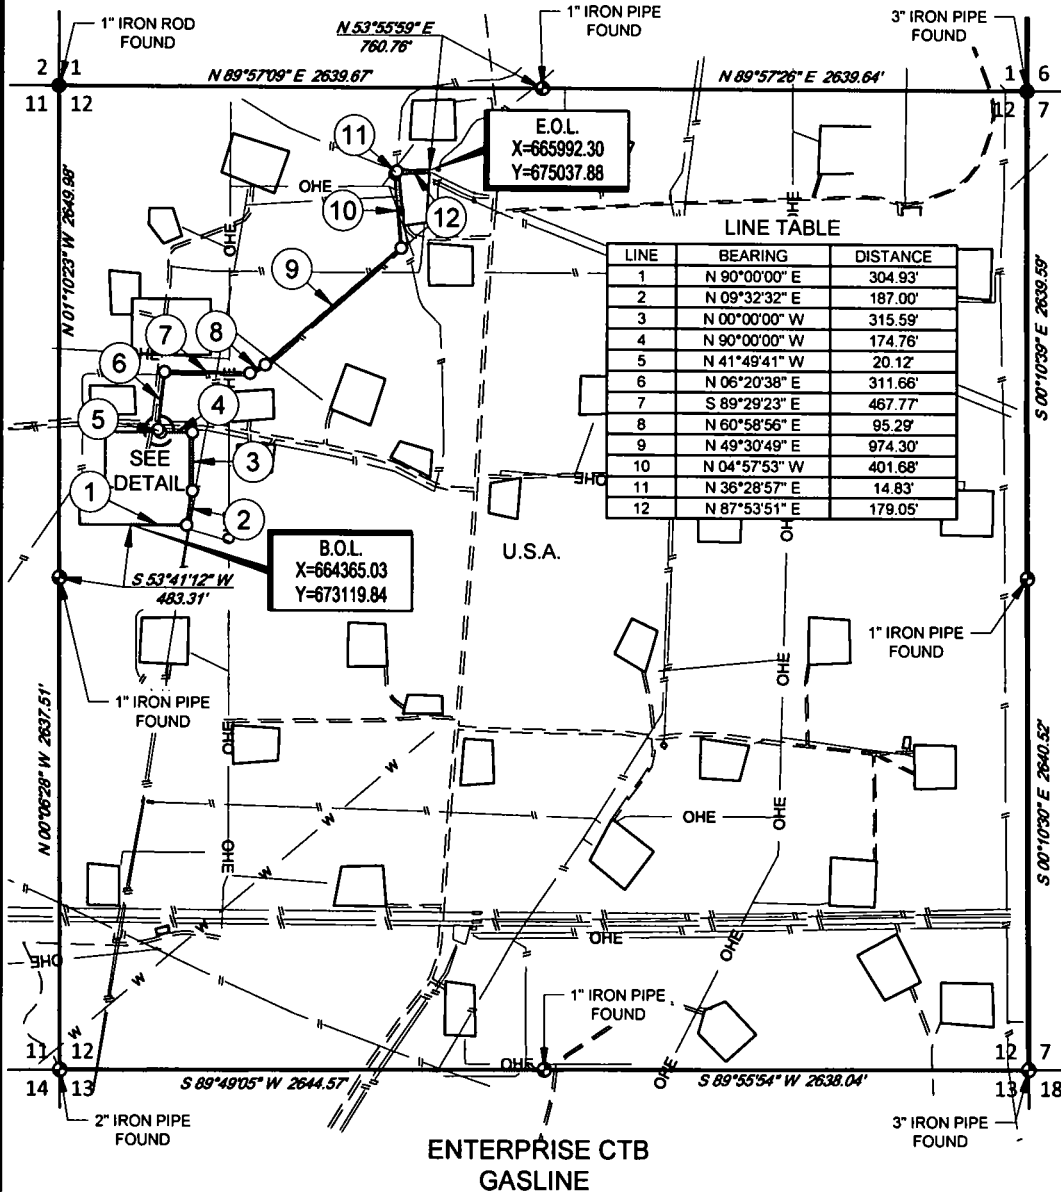 1" IRON ROD
FOUND
N 53°55'59" E
760.76'
1" IRON PIPE
FOUND
3" IRON PIPE
FOUND
2 1
11 12
N 89°57'09" E 2639.67'
N 89°57'26" E 2639.64'
1 6
12 7
E.O.L.
X=665992.30
Y=675037.88
11
OHE
10
12
OHE
OHE
9
N 01°10'23" W 2649.98'
LINE TABLE
LINE BEARING DISTANCE
1 N 90°00'00" E 304.93'
2 N 09°32'32" E 187.00'
3 N 00°00'00" W 315.59'
4 N 90°00'00" W 174.76'
5 N 41°49'41" W 20.12'
6 N 06°20'38" E 311.66'
7 S 89°29'23" E 467.77'
8 N 60°58'56" E 95.29'
9 N 49°30'49" E 974.30'
10 N 04°57'53" W 401.68'
11 N 36°28'57" E 14.83'
12 N 87°53'51" E 179.05'
S 00°10'39" E 2639.59'
7
8
6
5
4
SEE
DETAIL
3
1
2
B.O.L.
X=664365.03
Y=673119.84
U.S.A.
S 53°41'12" W
483.31'
1" IRON PIPE
FOUND
1" IRON PIPE
FOUND
OHE
N 00°06'28" W 2637.51'
S 00°10'30" E 2640.52'
OHE
W
W
OHE
OHE
OHE
W
W
OHE
OHE
OHE
W
W
1" IRON PIPE
FOUND
11 12
14 13
S 89°49'05" W 2644.57'
OHE
OHE
S 89°55'54" W 2638.04'
12 7
13 18
2" IRON PIPE
FOUND
3" IRON PIPE
FOUND
ENTERPRISE CTB
GASLINE